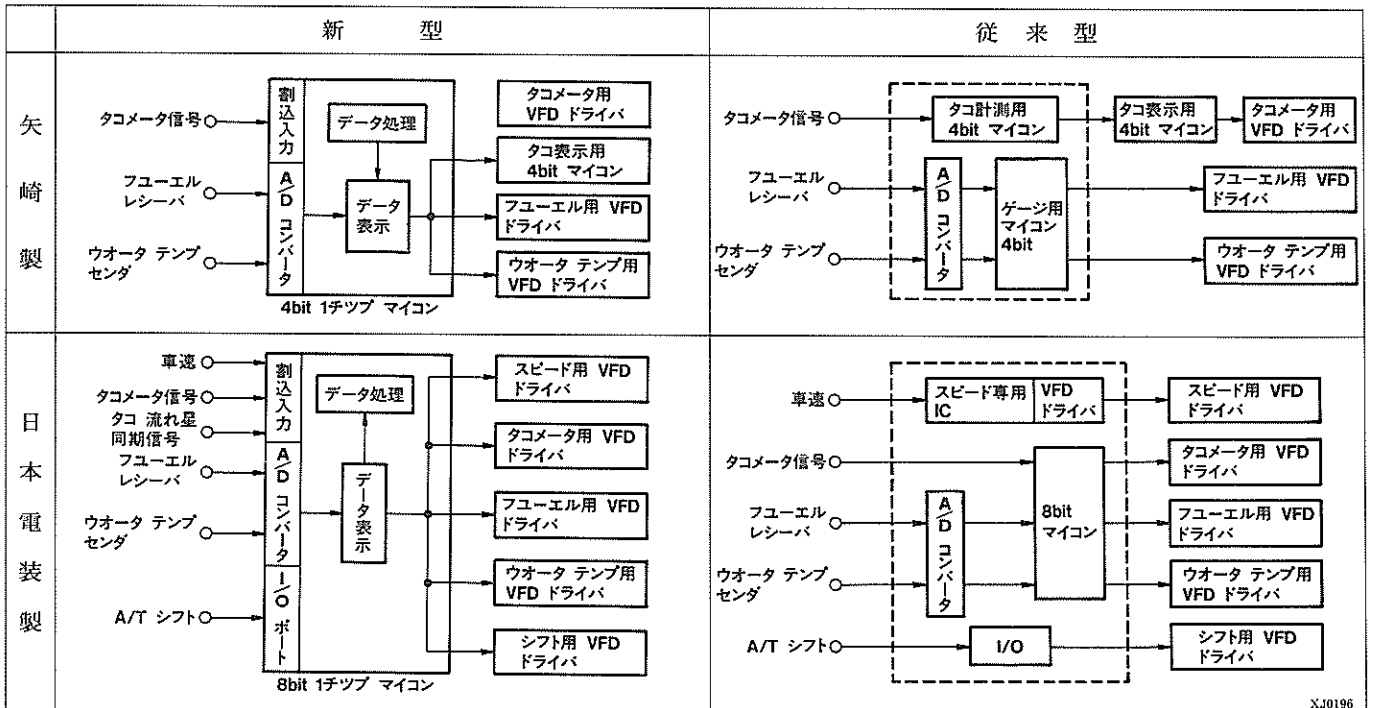 新型
従来型
矢崎製
タコメータ信号
フユーエル
レシーバ
ウオータ テンプ
センダ
割込入力
A/D コンバータ
データ処理
データ
表示
4bit 1チツプ マイコン
タコメータ用
VFD ドライバ
タコ表示用
4bit マイコン
フユーエル用 VFD
ドライバ
ウオータ テンプ用
VFD ドライバ
タコメータ信号
フユーエル
レシーバ
ウオータ テンプ
センダ
タコ計測用
4bit マイコン
A/D コンバータ
ゲージ用
マイコン
4bit
タコ表示用
4bit マイコン
タコメータ用
VFD ドライバ
フユーエル用 VFD
ドライバ
ウオータ テンプ用
VFD ドライバ
日本電装製
車速
タコメータ信号
タコ 流れ星
同期信号
フユーエル
レシーバ
ウオータ テンプ
センダ
A/T シフト
割込入力
A/D コンバータ
I/O ポート
データ処理
データ表示
8bit 1チツプ マイコン
スピード用 VFD
ドライバ
タコメータ用 VFD
ドライバ
フユーエル用 VFD
ドライバ
ウオータ テンプ用
VFD ドライバ
シフト用 VFD
ドライバ
車速
タコメータ信号
フユーエル
レシーバ
ウオータ テンプ
センダ
A/T シフト
スピード専用
IC
VFD
ドライバ
A/D コンバータ
8bit
マイコン
I/O
スピード用 VFD
ドライバ
タコメータ用 VFD
ドライバ
フユーエル用 VFD
ドライバ
ウオータ テンプ用
VFD ドライバ
シフト用 VFD
ドライバ
XJ0196